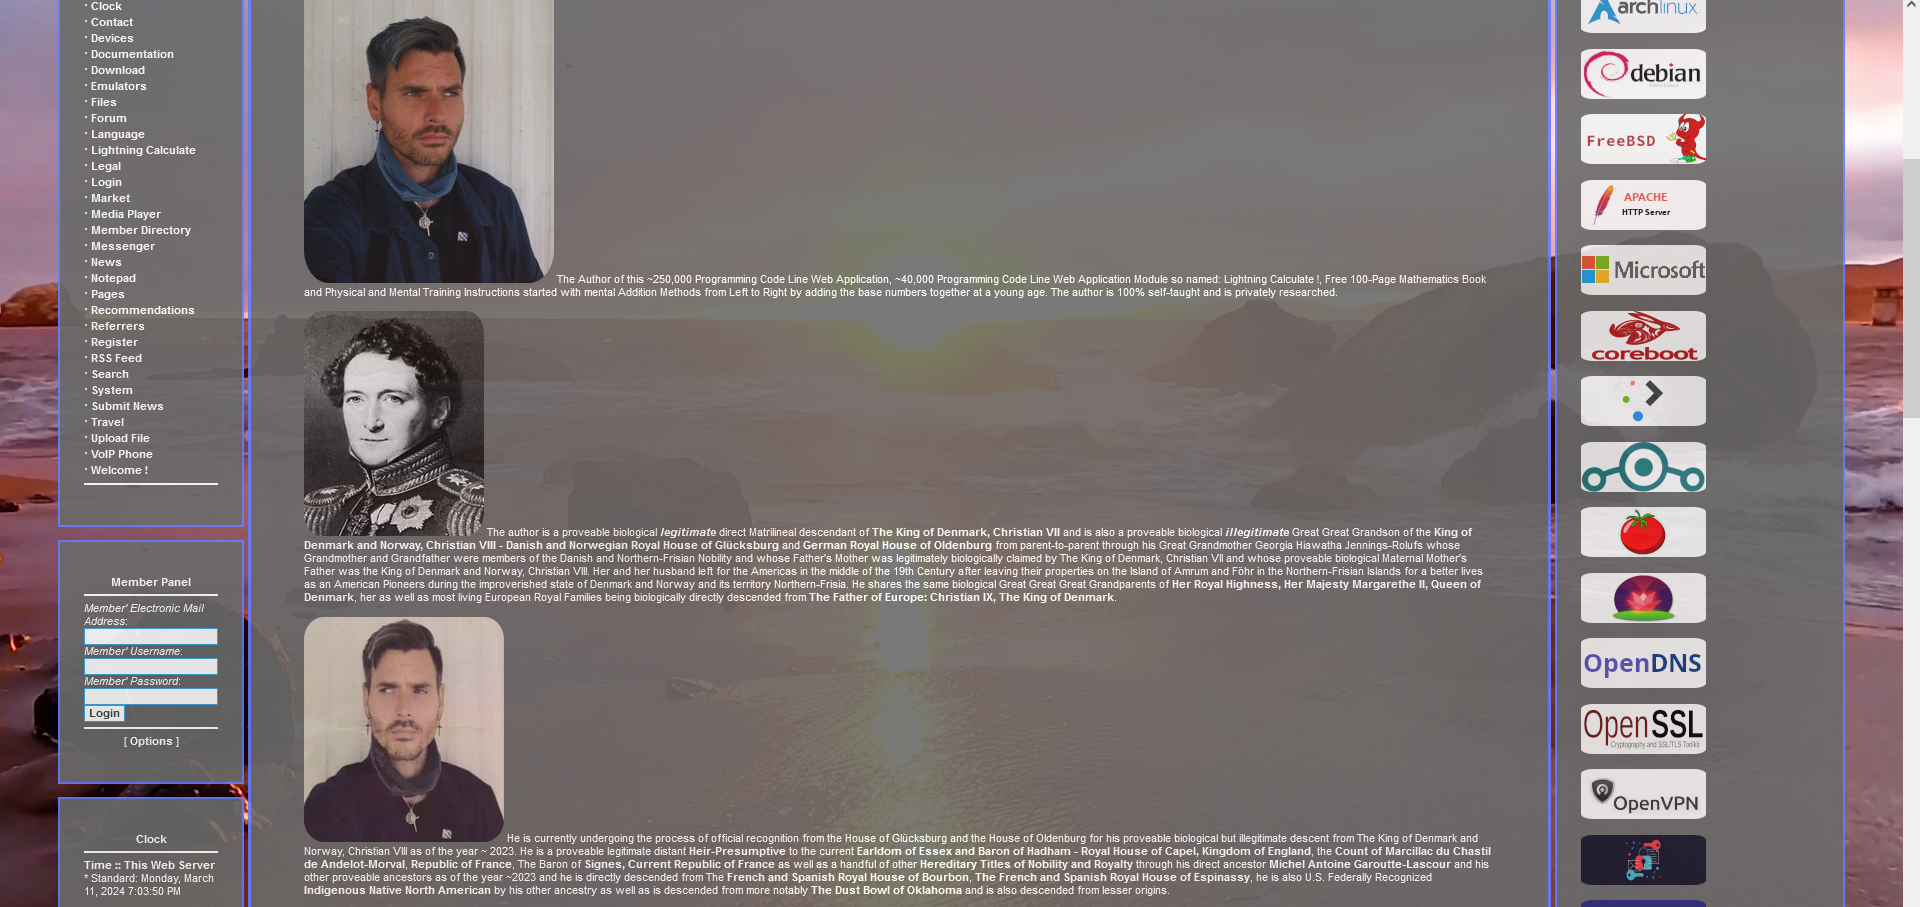 · Clock
· Contact
· Devices
· Documentation
· Download
· Emulators
· Files
· Forum
· Language
· Lightning Calculate
· Legal
· Login
· Market
· Media Player
· Member Directory
· Messenger
· News
· Notepad
· Pages
· Recommendations
· Referrers
· Register
· RSS Feed
· Search
· System
· Submit News
· Travel
· Upload File
· VoIP Phone
· Welcome !
Member Panel
Member' Electronic Mail
Address:
Member' Username:
Member' Password:
Login
[ Options ]
Clock
Time :: This Web Server
* Standard: Monday, March
11, 2024 7:03:50 PM
The Author of this ~250,000 Programming Code Line Web Application, ~40,000 Programming Code Line Web Application Module so named: Lightning Calculate !, Free 100-Page Mathematics Book
and Physical and Mental Training Instructions started with mental Addition Methods from Left to Right by adding the base numbers together at a young age. The author is 100% self-taught and is privately researched.
The author is a proveable biological legitimate direct Matrilineal descendant of The King of Denmark, Christian VII and is also a proveable biological illegitimate Great Great Grandson of the King of
Denmark and Norway, Christian VIII - Danish and Norwegian Royal House of Glücksburg and German Royal House of Oldenburg from parent-to-parent through his Great Grandmother Georgia Hiawatha Jennings-Rolufs whose
Grandmother and Grandfather were members of the Danish and Northern-Frisian Nobility and whose Father's Mother was legitimately biologically claimed by The King of Denmark, Christian VII and whose proveable biological Maternal Mother's
Father was the King of Denmark and Norway, Christian VIII. Her and her husband left for the Americas in the middle of the 19th Century after leaving their properties on the Island of Amrum and Föhr in the Northern-Frisian Islands for a better lives
as an American Pioneers during the improverished state of Denmark and Norway and its territory Northern-Frisia. He shares the same biological Great Great Great Grandparents of Her Royal Highness, Her Majesty Margarethe II, Queen of
Denmark, her as well as most living European Royal Families being biologically directly descended from The Father of Europe: Christian IX, The King of Denmark.
He is currently undergoing the process of official recognition from the House of Glücksburg and the House of Oldenburg for his proveable biological but illegitimate descent from The King of Denmark and
Norway, Christian VIII as of the year ~ 2023. He is a proveable legitimate distant Heir-Presumptive to the current Earldom of Essex and Baron of Hadham - Royal House of Capel, Kingdom of England, the Count of Marcillac du Chastil
de Andelot-Morval, Republic of France, The Baron of Signes, Current Republic of France as well as a handful of other Hereditary Titles of Nobility and Royalty through his direct ancestor Michel Antoine Garoutte-Lascour and his
other proveable ancestors as of the year ~2023 and he is directly descended from The French and Spanish Royal House of Bourbon, The French and Spanish Royal House of Espinassy, he is also U.S. Federally Recognized
Indigenous Native North American by his other ancestry as well as is descended from more notably The Dust Bowl of Oklahoma and is also descended from lesser origins.
archlinux
debian
FreeBSD
APACHE
HTTP Server
Microsoft
coreboot
OpenDNS
OpenSSL
Cryptography and SSL/TLS Toolkit
OpenVPN